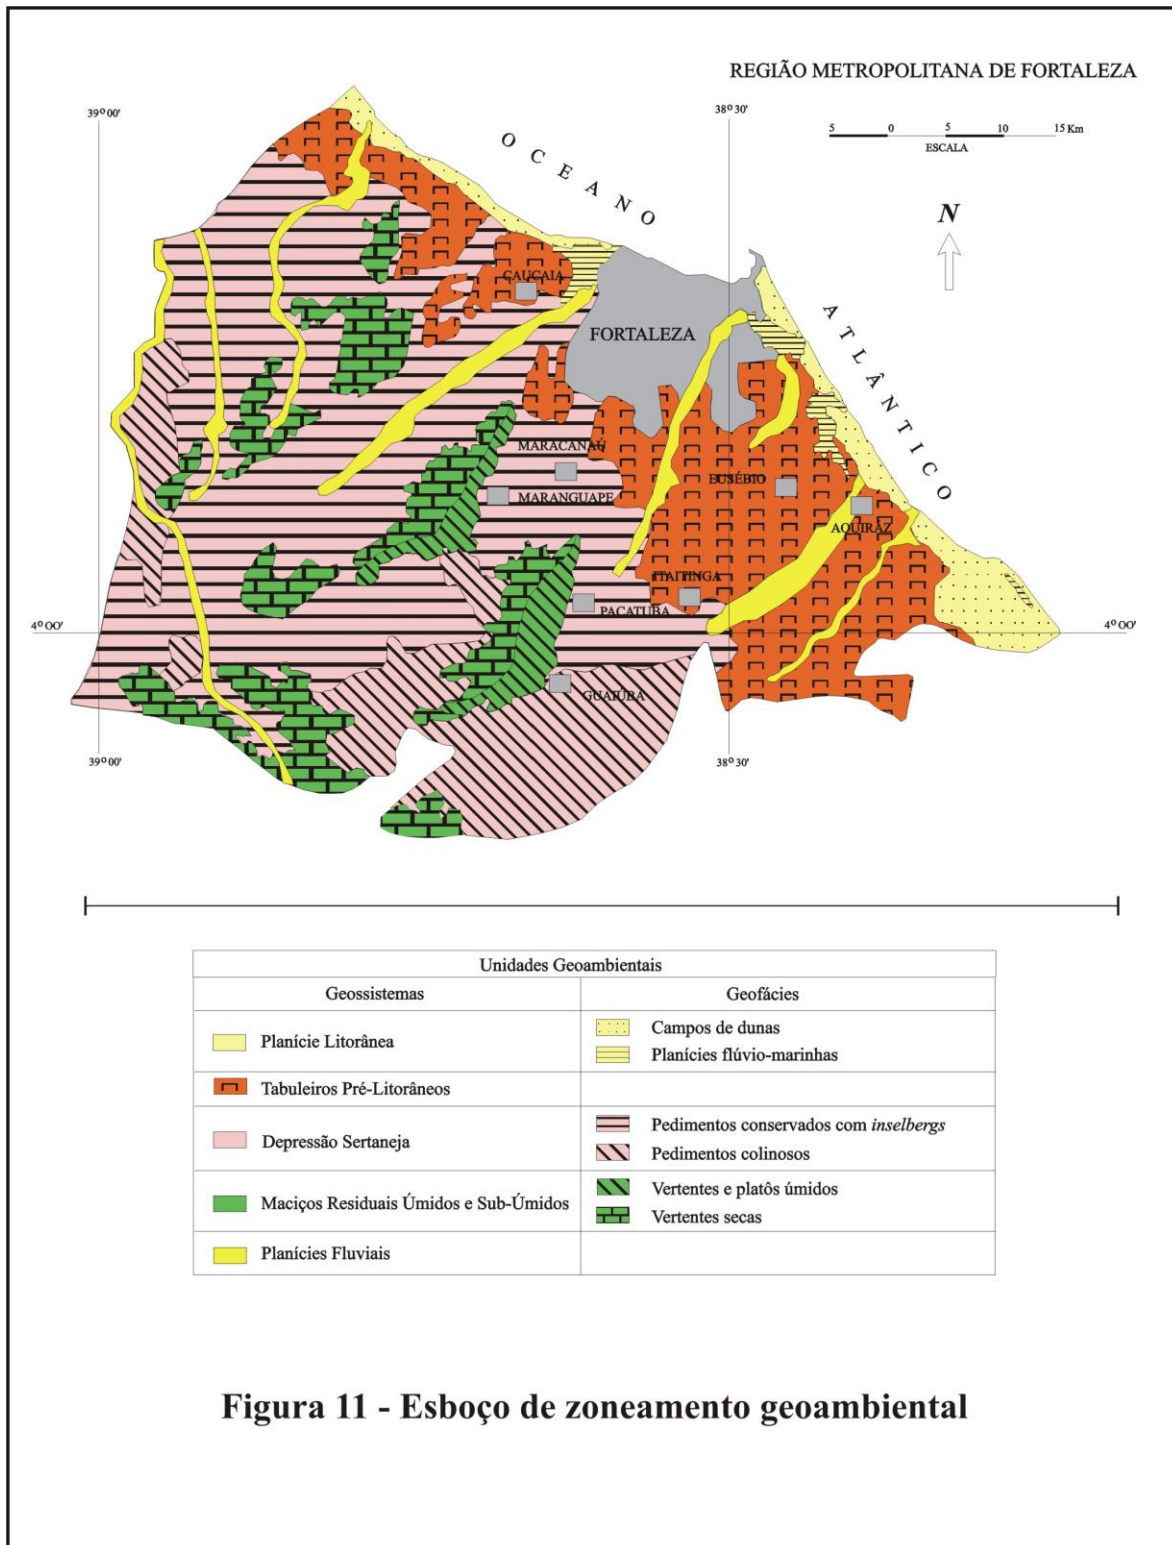 REGIÃO METROPOLITANA DE FORTALEZA
39º 00'
38º 30'
5 0 5 10 15 Km
ESCALA
OCEANO
N
ATLÂNTICO
CAUCAIA
FORTALEZA
MARACANAÚ
MARANGUAPE
EUSÉBIO
AQUIRÁZ
ITAITINGA
PACATUBA
4º 00'
4º 00'
GUAIÚBA
39º 00'
38º 30'
Unidades Geoambientais
Geossistemas
Geofácies
Planície Litorânea
Campos de dunas
Planícies flúvio-marinhas
Tabuleiros Pré-Litorâneos
Depressão Sertaneja
Pedimentos conservados com inselbergs
Pedimentos colinosos
Maciços Residuais Úmidos e Sub-Úmidos
Vertentes e platôs úmidos
Vertentes secas
Planícies Fluviais
Figura 11 - Esboço de zoneamento geoambiental